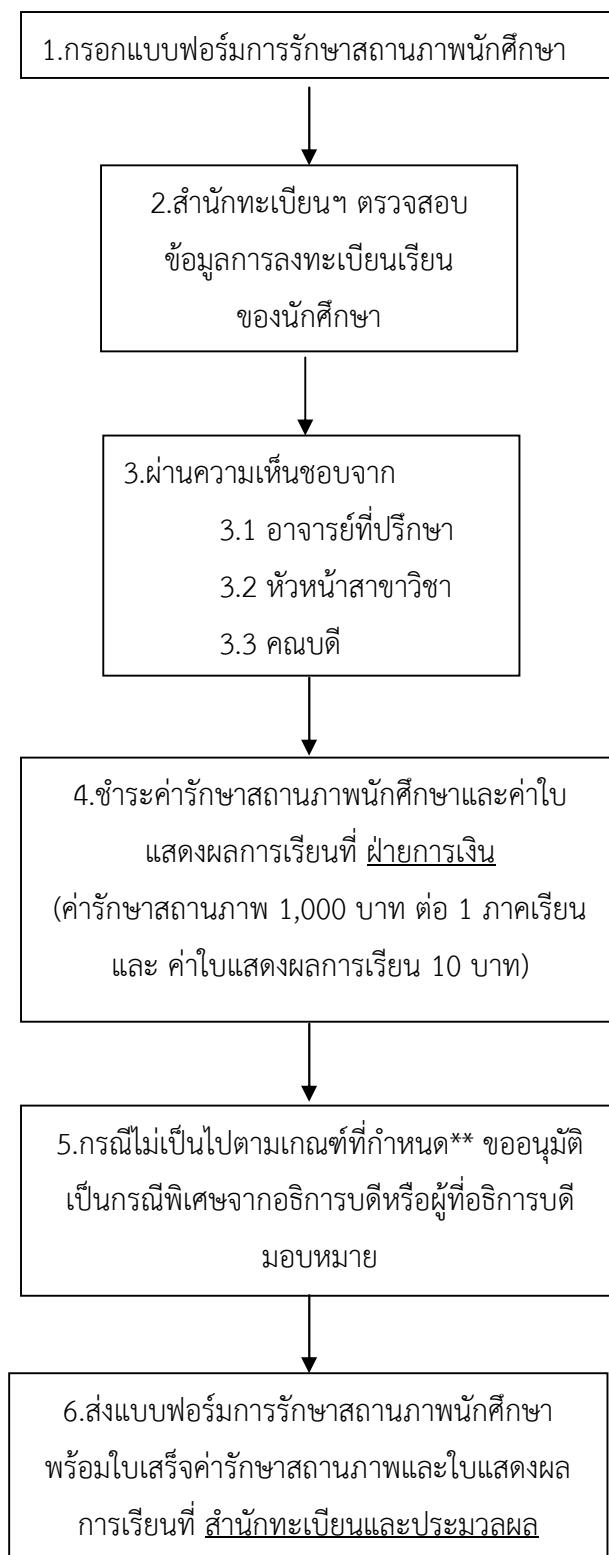 1.กรอกแบบฟอร์มการรักษาสถานภาพนักศึกษา
2.สำนักทะเบียนฯ ตรวจสอบ
ข้อมูลการลงทะเบียนเรียน
ของนักศึกษา
3.ผ่านความเห็นชอบจาก
3.1 อาจารย์ที่ปรึกษา
3.2 หัวหน้าสาขาวิชา
3.3 คณบดี
4.ชำระค่ารักษาสถานภาพนักศึกษาและค่าใบ
แสดงผลการเรียนที่ ฝ่ายการเงิน
(ค่ารักษาสถานภาพ 1,000 บาท ต่อ 1 ภาคเรียน
และ ค่าใบแสดงผลการเรียน 10 บาท)
5.กรณีไม่เป็นไปตามเกณฑ์ที่กำหนด** ขออนุมัติ
เป็นกรณีพิเศษจากอธิการบดีหรือผู้ที่อธิการบดี
มอบหมาย
6.ส่งแบบฟอร์มการรักษาสถานภาพนักศึกษา
พร้อมใบเสร็จค่ารักษาสถานภาพและใบแสดงผล
การเรียนที่ สำนักทะเบียนและประมวลผล